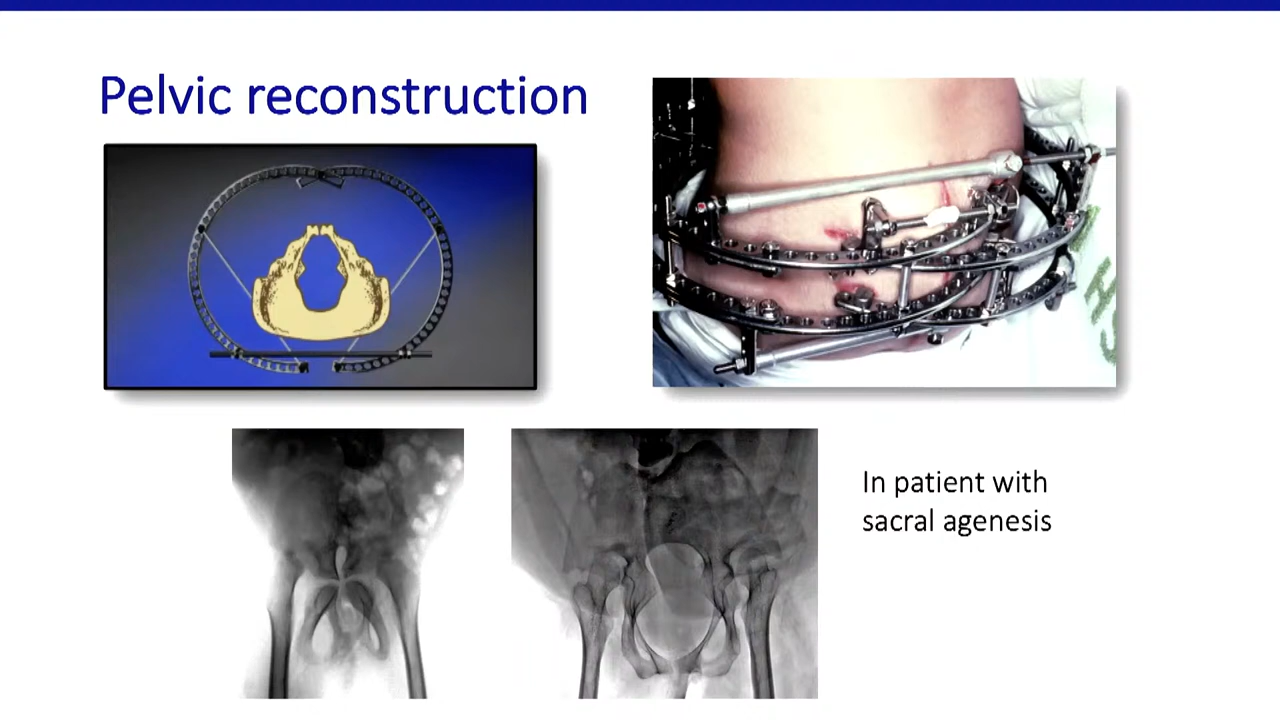 Pelvic reconstruction
In patient with
sacral agenesis